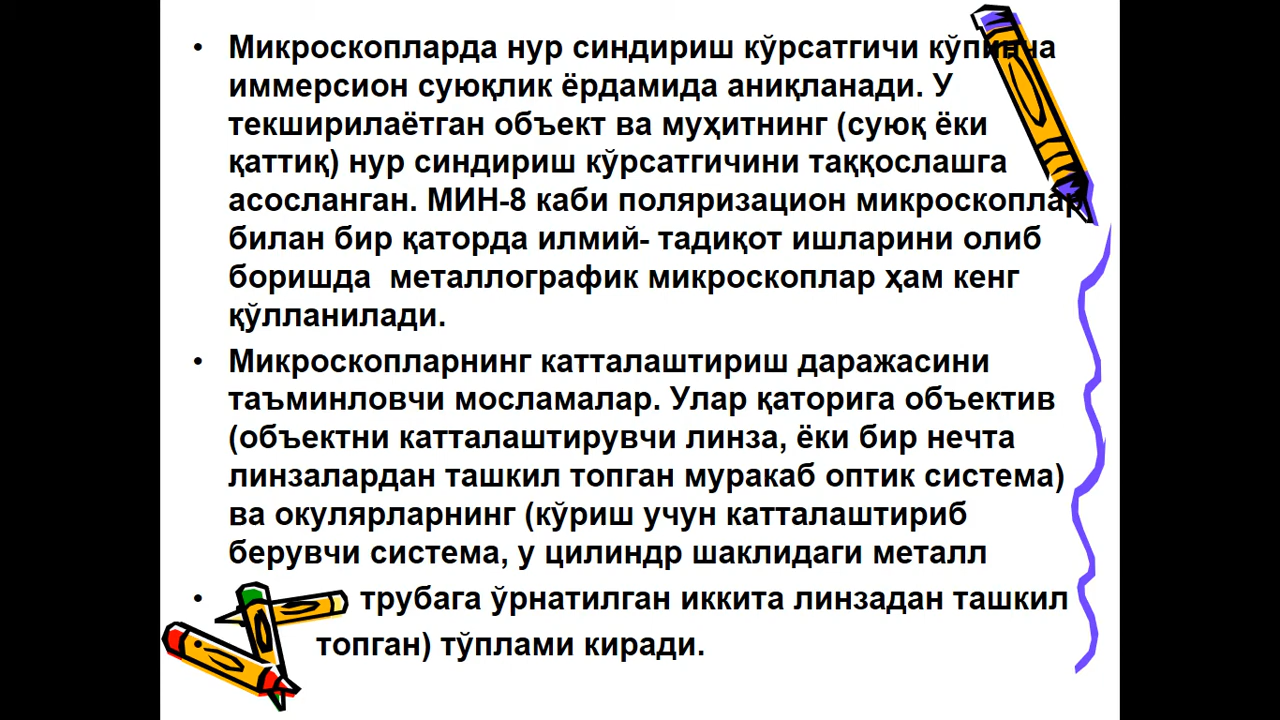 • Микроскопларда нур синдириш кўрсатгичи кўпинча
иммерсион суюқлик ёрдамида аниқланади. У
текширилаётган объект ва муҳитнинг (суюқ ёки
қаттиқ) нур синдириш кўрсатгичини таққослашга
асосланган. МИН-8 каби поляризацион микроскоплар
билан бир қаторда илмий- тадиқот ишларини олиб
боришда  металлографик микроскоплар ҳам кенг
қўлланилади.
• Микроскопларнинг катталаштириш даражасини
таъминловчи мосламалар. Улар қаторига объектив
(объектни катталаштирувчи линза, ёки бир нечта
линзалардан ташкил топган мураккаб оптик система)
ва окулярларнинг (кўриш учун катталаштириб
берувчи система, у цилиндр шаклидаги металл
• трубага ўрнатилган иккита линзадан ташкил
топган) тўплами киради.